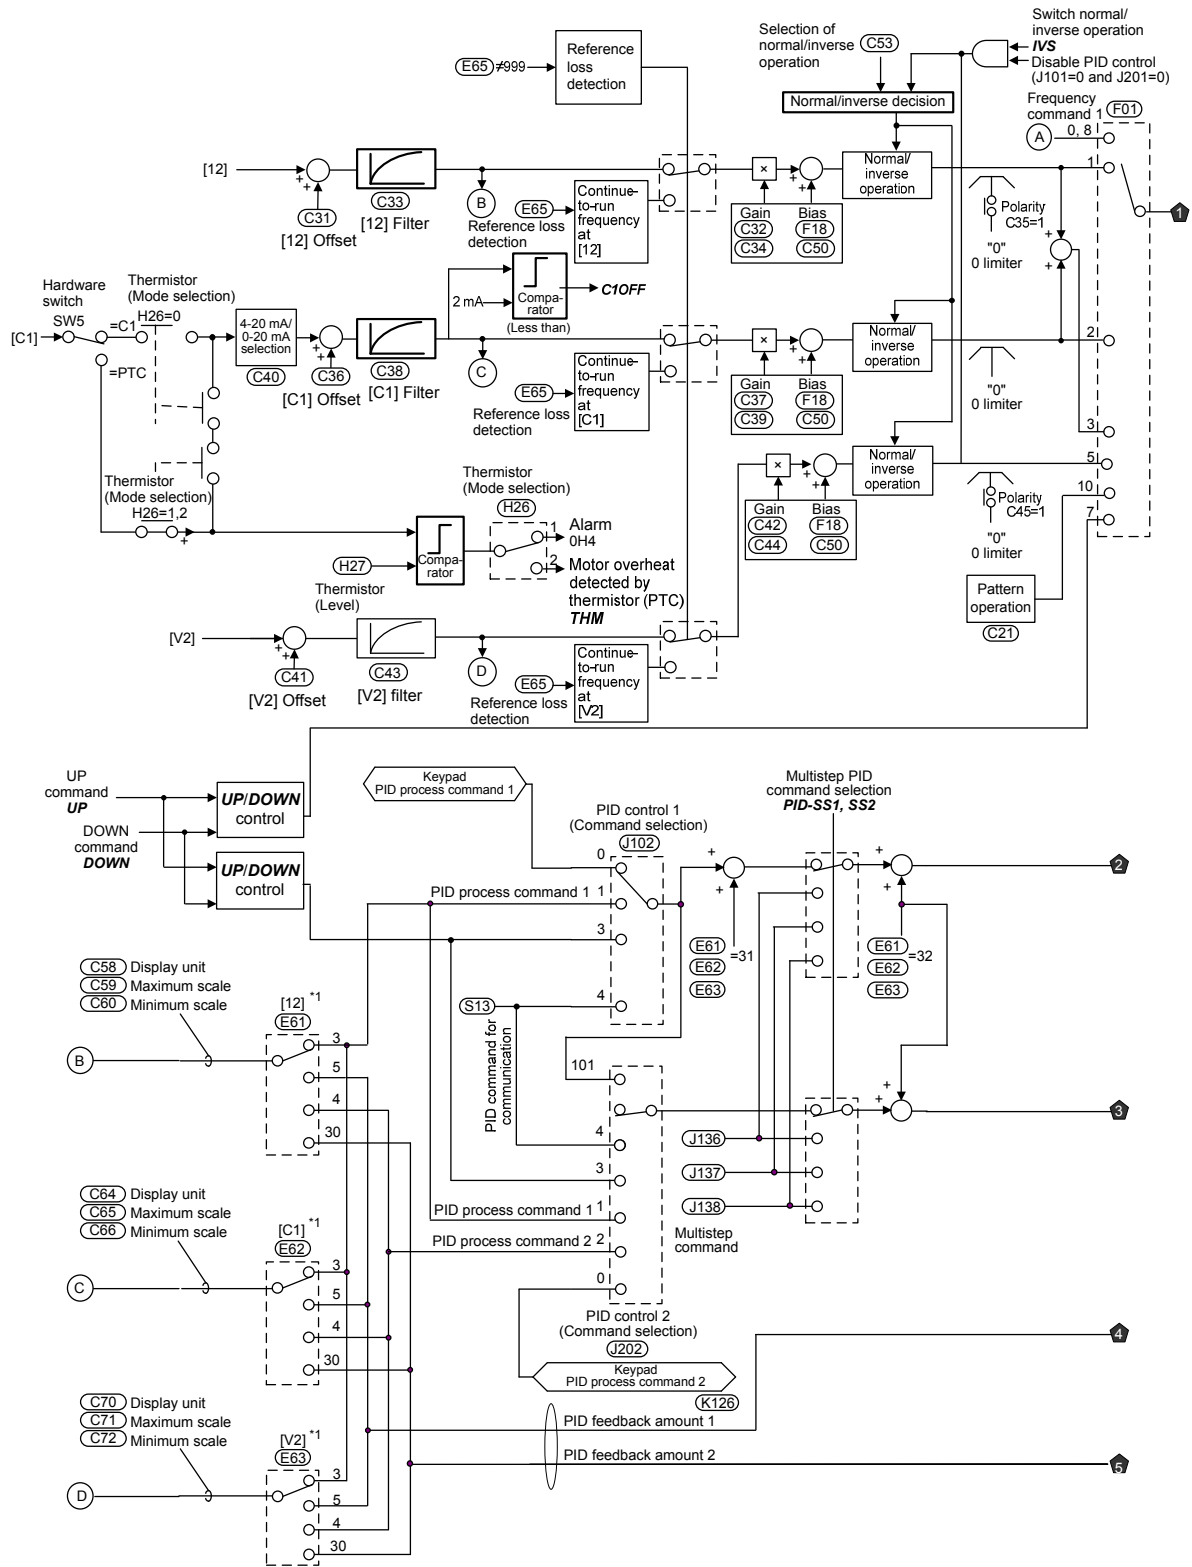 Switch normal/
inverse operation
IVS
Disable PID control
(J101=0 and J201=0)
Selection of
normal/inverse
operation
C53
Reference
loss
detection
E65 ≠999
Normal/inverse decision
Frequency
command 1
F01
A
0, 8
[12]
+
+
C31
[12] Offset
C33
[12] Filter
B
E65
Reference loss
detection
Continue-
to-run
frequency
at
[12]
×
+
+
Gain
C32
C34
Bias
F18
C50
Normal/
inverse
operation
Polarity
C35=1
"0"
0 limiter
1
+
+
1
Hardware
switch
SW5
[C1]
=C1
=PTC
Thermistor
(Mode selection)
H26=0
4-20 mA/
0-20 mA
selection
C40
+
+
C36
[C1] Offset
C38
[C1] Filter
2 mA
Compa-
rator
(Less than)
C1OFF
C
E65
Reference loss
detection
Continue-
to-run
frequency
at
[C1]
×
+
+
Gain
C37
C39
Bias
F18
C50
Normal/
inverse
operation
"0"
0 limiter
2
3
Thermistor
(Mode selection)
H26=1,2
+
H27
Thermistor
(Level)
Compa-
rator
Thermistor
(Mode selection)
H26
1
Alarm
0H4
2
Motor overheat
detected by
thermistor (PTC)
THM
×
+
+
Gain
C42
C44
Bias
F18
C50
Normal/
inverse
operation
Polarity
C45=1
"0"
0 limiter
5
10
7
Pattern
operation
C21
[V2]
+
+
C41
[V2] Offset
C43
[V2] filter
D
E65
Reference loss
detection
Continue-
to-run
frequency
at
[V2]
UP
command
UP
DOWN
command
DOWN
UP/DOWN
control
UP/DOWN
control
Keypad
PID process command 1
PID control 1
(Command selection)
J102
0
PID process command 1 1
3
4
+
+
E61
E62
E63
=31
Multistep PID
command selection
PID-SS1, SS2
+
+
E61
E62
E63
=32
2
S13
PID command for
communication
C58 Display unit
C59 Maximum scale
C60 Minimum scale
B
[12] *1
E61
3
5
4
30
101
4
3
PID process command 1 1
PID process command 2 2
0
J136
J137
J138
Multistep
command
+
+
3
C64 Display unit
C65 Maximum scale
C66 Minimum scale
C
[C1] *1
E62
3
5
4
30
PID control 2
(Command selection)
J202
Keypad
PID process command 2
K126
4
PID feedback amount 1
PID feedback amount 2
5
C70 Display unit
C71 Maximum scale
C72 Minimum scale
D
[V2] *1
E63
3
5
4
30